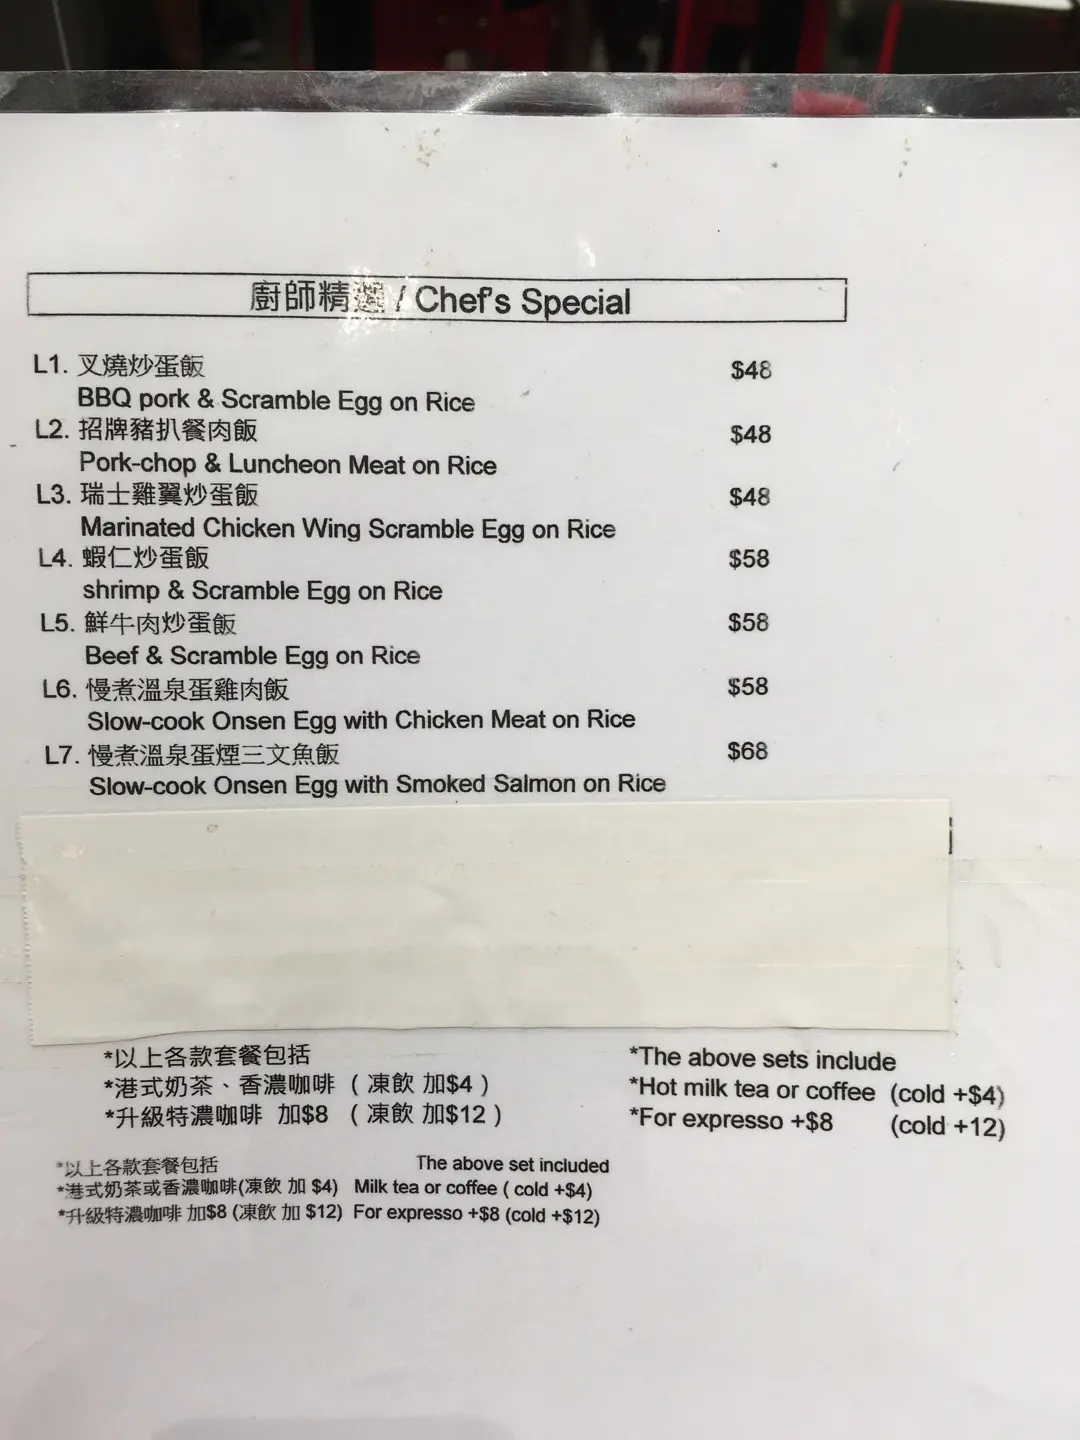 廚師精選 / Chef's Special
L1. 叉燒炒蛋飯 $48
BBQ pork & Scramble Egg on Rice
L2. 招牌豬扒餐肉飯 $48
Pork-chop & Luncheon Meat on Rice
L3. 瑞士雞翼炒蛋飯 $48
Marinated Chicken Wing Scramble Egg on Rice
L4. 蝦仁炒蛋飯 $58
shrimp & Scramble Egg on Rice
L5. 鮮牛肉炒蛋飯 $58
Beef & Scramble Egg on Rice
L6. 慢煮溫泉蛋雞肉飯 $58
Slow-cook Onsen Egg with Chicken Meat on Rice
L7. 慢煮溫泉蛋煙三文魚飯 $68
Slow-cook Onsen Egg with Smoked Salmon on Rice
*以上各款套餐包括 *The above sets include
*港式奶茶、香濃咖啡 ( 凍飲 加$4 ) *Hot milk tea or coffee (cold +$4)
*升級特濃咖啡 加$8 ( 凍飲 加$12 ) *For expresso +$8 (cold +12)
*以上各款套餐包括 The above set included
*港式奶茶或香濃咖啡(凍飲 加 $4) Milk tea or coffee ( cold +$4)
*升級特濃咖啡 加$8 (凍飲 加 $12) For expresso +$8 (cold +$12)